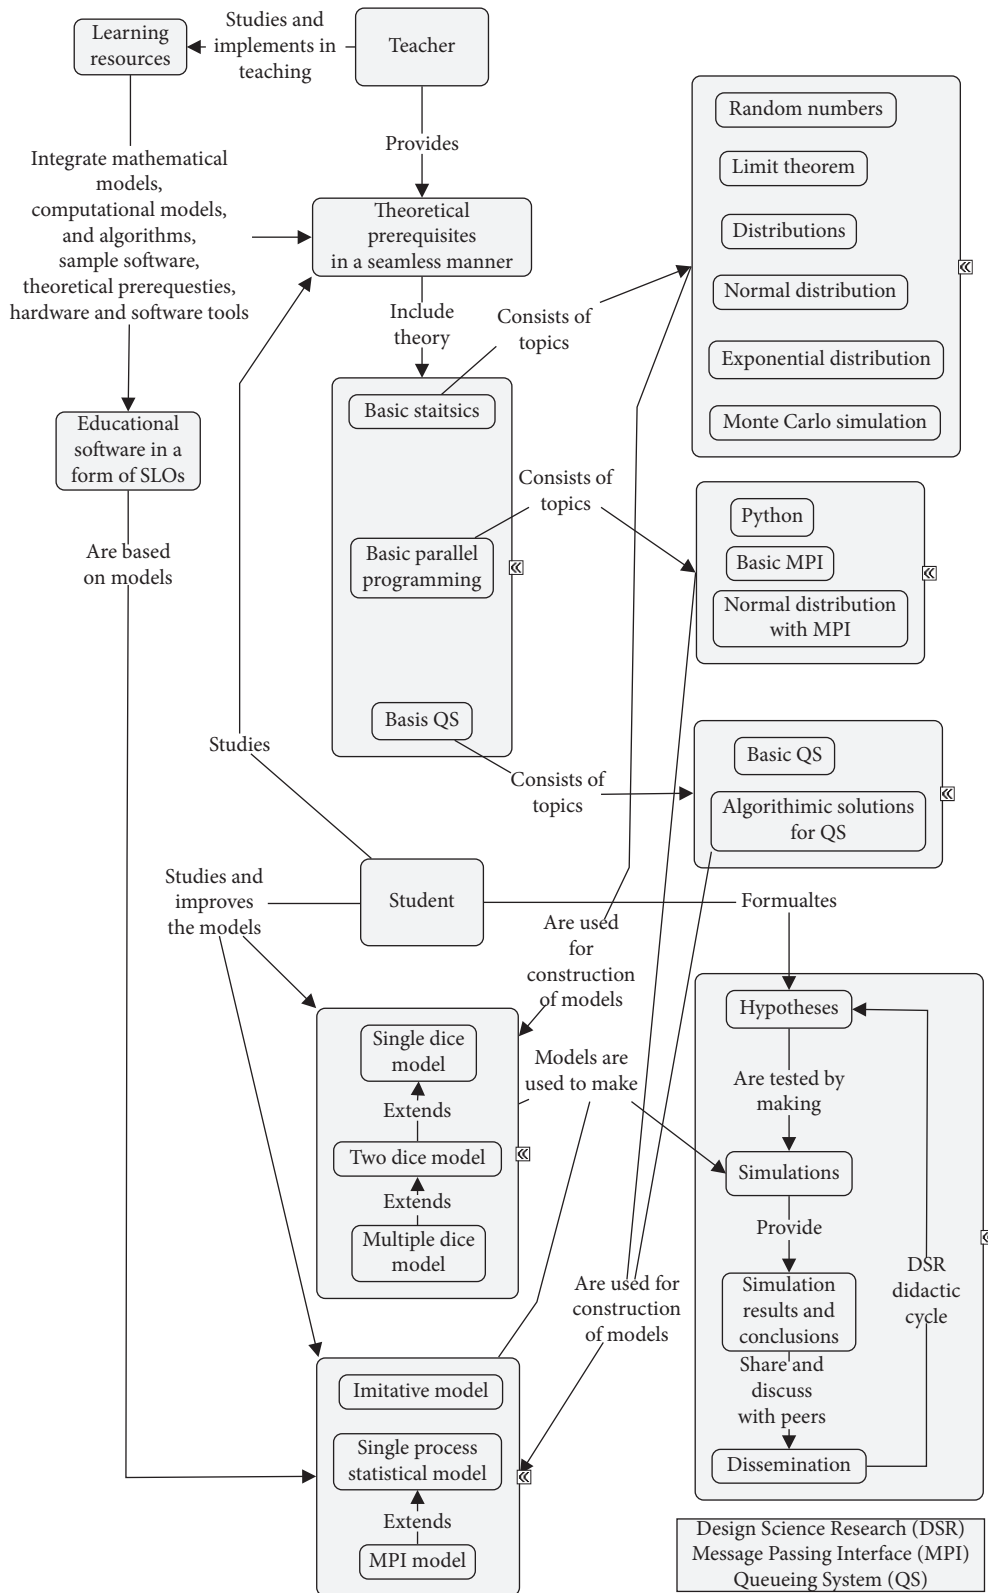 Learning
resources
Studies and
implements in
teaching
Teacher
Integrate mathematical
models,
computational models,
and algorithms,
sample software,
theoretical prerequesties,
hardware and software tools
Provides
Theoretical
prerequisites
in a seamless manner
Include
theory
Consists of
topics
Random numbers
Limit theorem
Distributions
Normal distribution
Exponential distribution
Monte Carlo simulation
Educational
software in a
form of SLOs
Basic staitsics
Consists of
topics
Basic parallel
programming
Python
Basic MPI
Normal distribution
with MPI
Are based
on models
Basis QS
Studies
Consists of
topics
Basic QS
Algorithimic solutions
for QS
Studies and
improves
the models
Student
Formualtes
Are used
for
construction
of models
Hypotheses
Single dice
model
Extends
Two dice model
Extends
Multiple dice
model
Models are
used to make
Are tested by
making
Simulations
Provide
Simulation
results and
conclusions
DSR
didactic
cycle
Are used for
construction
of models
Share and
discuss
with peers
Dissemination
Imitative model
Single process
statistical model
Extends
MPI model
Design Science Research (DSR)
Message Passing Interface (MPI)
Queueing System (QS)